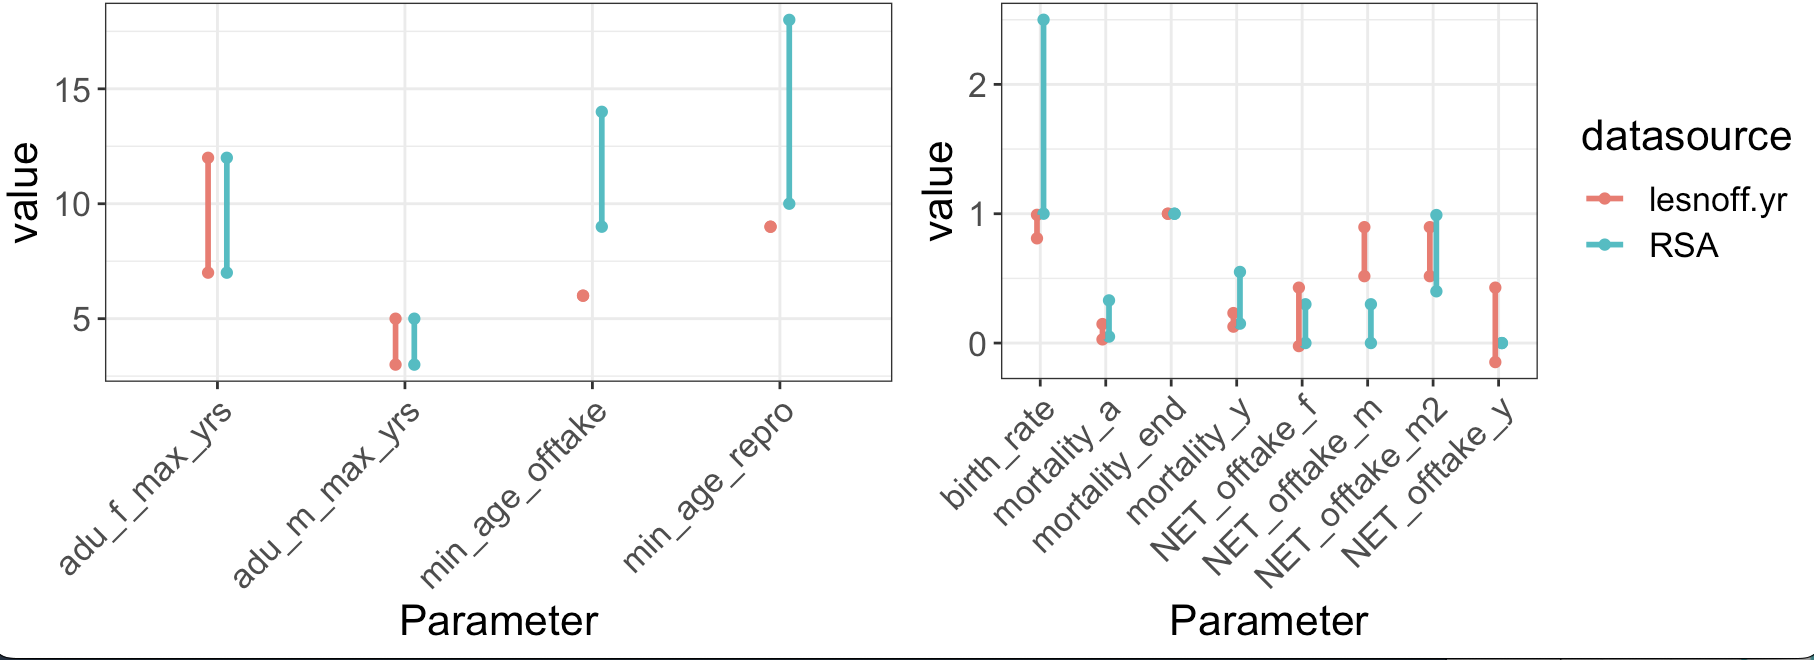 value
15
10
5
adu_f_max_yrs
adu_m_max_yrs
min_age_offtake
min_age_repro
Parameter
value
2
1
0
birth_rate
mortality_a
mortality_end
mortality_y
NET_offtake_f
NET_offtake_m
NET_offtake_m2
NET_offtake_y
Parameter
datasource
lesnoff.yr
RSA